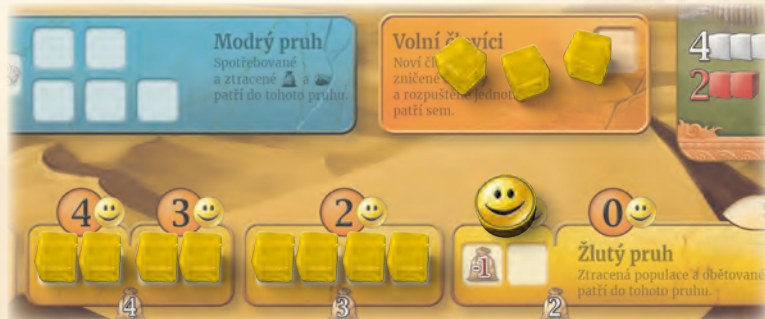 Modrý pruh
Spotřebované
a ztracené a
patří do tohoto pruhu.
Volní človíci
Noví
zničené
a rozpuštěné jednot
patří sem.
4
2
4
3
2
0
-1
Žlutý pruh
Ztracená populace a obětované
patří do tohoto pruhu.
4
3
2